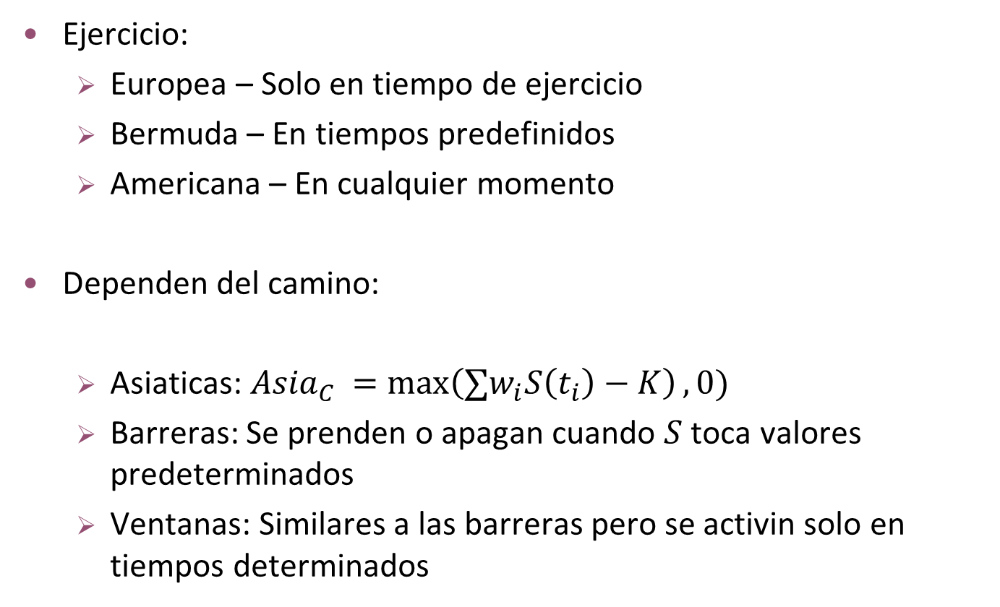 • Ejercicio:
➢ Europea – Solo en tiempo de ejercicio
➢ Bermuda – En tiempos predefinidos
➢ Americana – En cualquier momento
• Dependen del camino:
➢ Asiaticas: 𝐴𝑠𝑖𝑎_𝐶 = max(∑𝑤_𝑖𝑆(𝑡_𝑖) − 𝐾) , 0)
➢ Barreras: Se prenden o apagan cuando 𝑆 toca valores
predeterminados
➢ Ventanas: Similares a las barreras pero se activin solo en
tiempos determinados